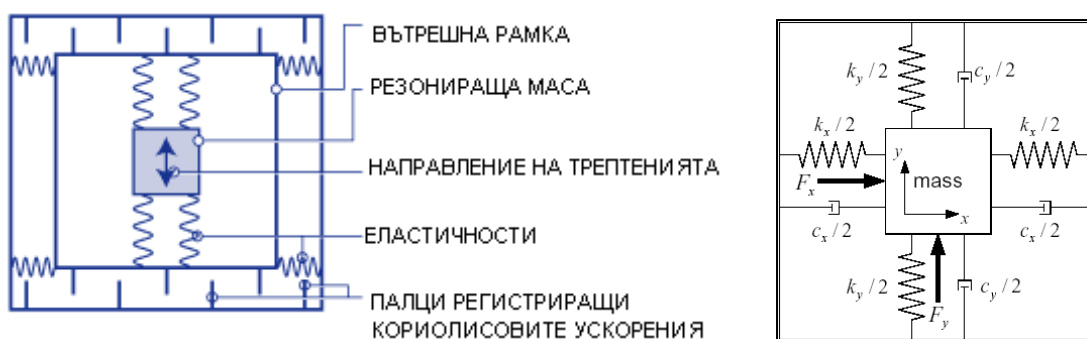 ВЪТРЕШНА РАМКА
РЕЗОНИРАЩА МАСА
НАПРАВЛЕНИЕ НА ТРЕПТЕНИЯТА
ЕЛАСТИЧНОСТИ
ПАЛЦИ РЕГИСТРИРАЩИ
КОРИОЛИСОВИТЕ УСКОРЕНИЯ
k_y / 2
c_y / 2
k_x / 2
k_x / 2
y
mass
F_x
x
c_x / 2
c_x / 2
k_y / 2
c_y / 2
F_y